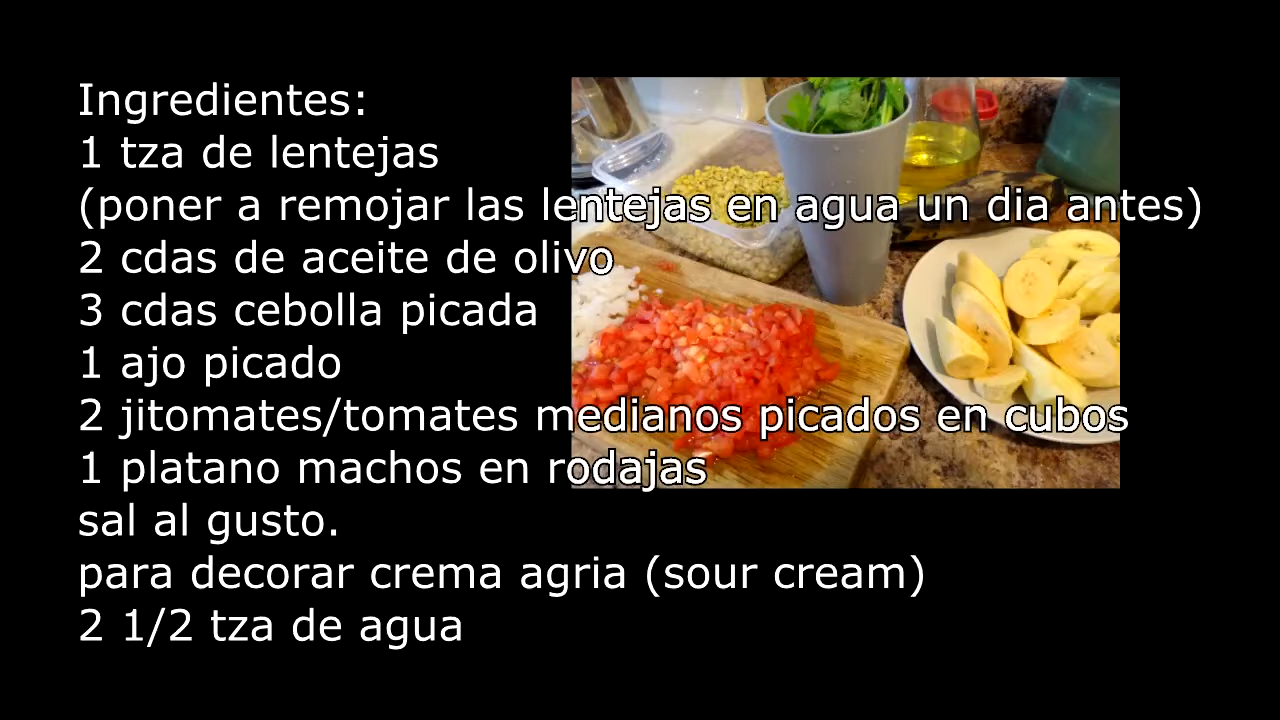 Ingredientes:
1 tza de lentejas
(poner a remojar las lentejas en agua un dia antes)
2 cdas de aceite de olivo
3 cdas cebolla picada
1 ajo picado
2 jitomates/tomates medianos picados en cubos
1 platano machos en rodajas
sal al gusto.
para decorar crema agria (sour cream)
2 1/2 tza de agua